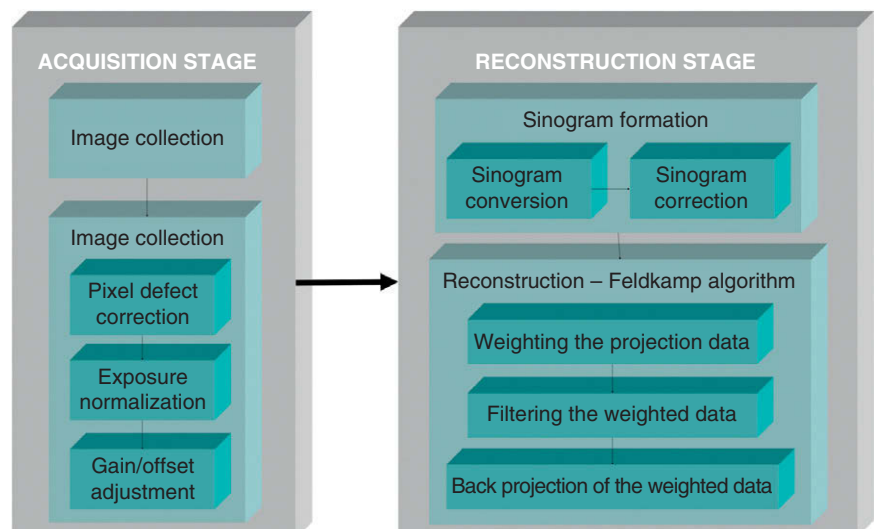 ACQUISITION STAGE
Image collection
Image collection
Pixel defect
correction
Exposure
normalization
Gain/offset
adjustment
RECONSTRUCTION STAGE
Sinogram formation
Sinogram
conversion
Sinogram
correction
Reconstruction – Feldkamp algorithm
Weighting the projection data
Filtering the weighted data
Back projection of the weighted data